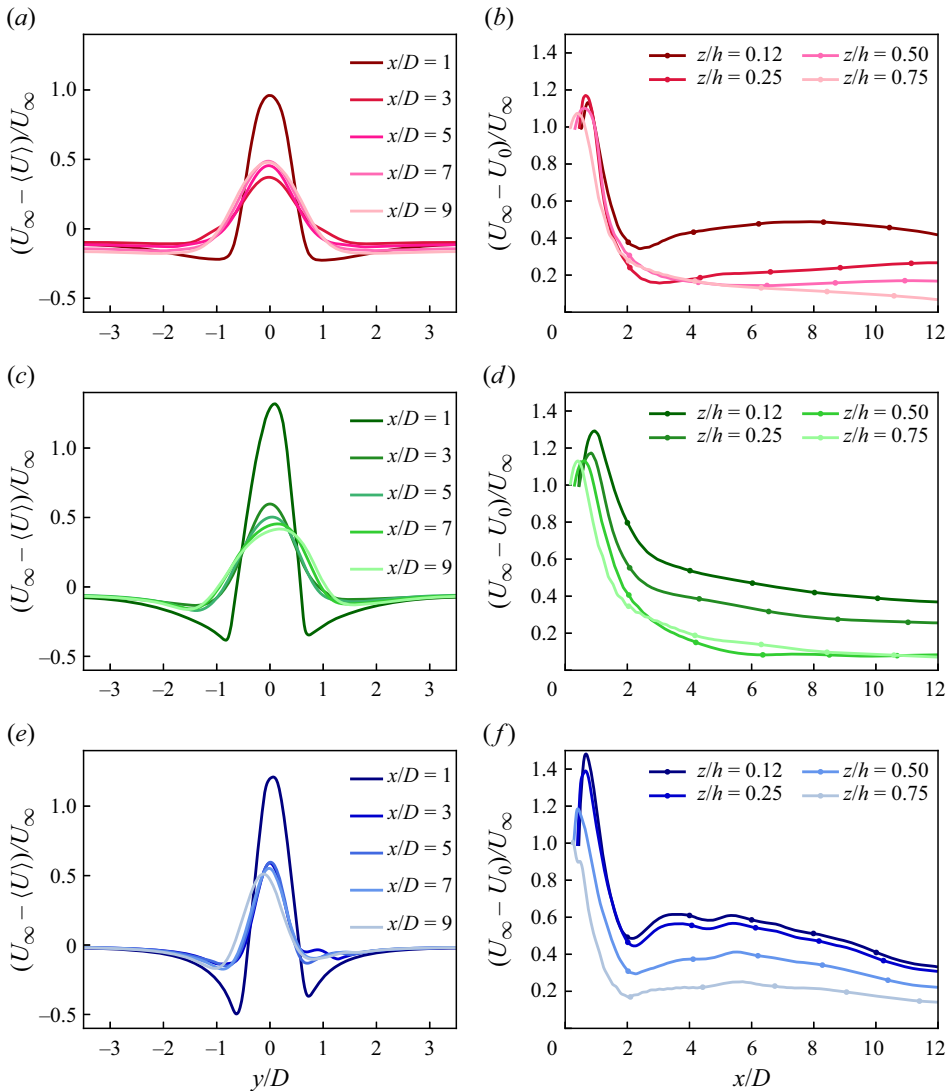 (a)
(U∞ – ⟨U⟩)/U∞
1.0
0.5
0
–0.5
–3 –2 –1 0 1 2 3
x/D = 1
x/D = 3
x/D = 5
x/D = 7
x/D = 9
(b)
(U∞ – U0)/U∞
1.4
1.2
1.0
0.8
0.6
0.4
0.2
0 2 4 6 8 10 12
z/h = 0.12 z/h = 0.50
z/h = 0.25 z/h = 0.75
(c)
(U∞ – ⟨U⟩)/U∞
1.0
0.5
0
–0.5
–3 –2 –1 0 1 2 3
x/D = 1
x/D = 3
x/D = 5
x/D = 7
x/D = 9
(d)
(U∞ – U0)/U∞
1.4
1.2
1.0
0.8
0.6
0.4
0.2
0 2 4 6 8 10 12
z/h = 0.12 z/h = 0.50
z/h = 0.25 z/h = 0.75
(e)
(U∞ – ⟨U⟩)/U∞
1.0
0.5
0
–0.5
–3 –2 –1 0 1 2 3
y/D
x/D = 1
x/D = 3
x/D = 5
x/D = 7
x/D = 9
(f)
(U∞ – U0)/U∞
1.4
1.2
1.0
0.8
0.6
0.4
0.2
0 2 4 6 8 10 12
x/D
z/h = 0.12 z/h = 0.50
z/h = 0.25 z/h = 0.75